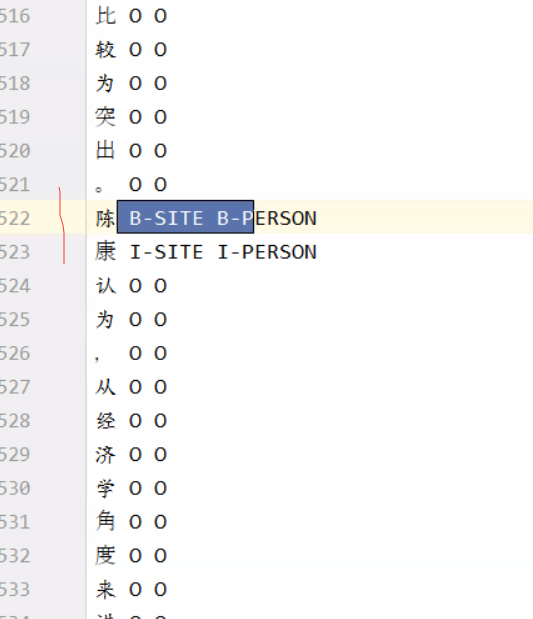 516 比 O O
517 较 O O
518 为 O O
519 突 O O
520 出 O O
521 。 O O
522 陈 B-SITE B-PERSON
523 康 I-SITE I-PERSON
524 认 O O
525 为 O O
526 , O O
527 从 O O
528 经 O O
529 济 O O
530 学 O O
531 角 O O
532 度 O O
533 来 O O